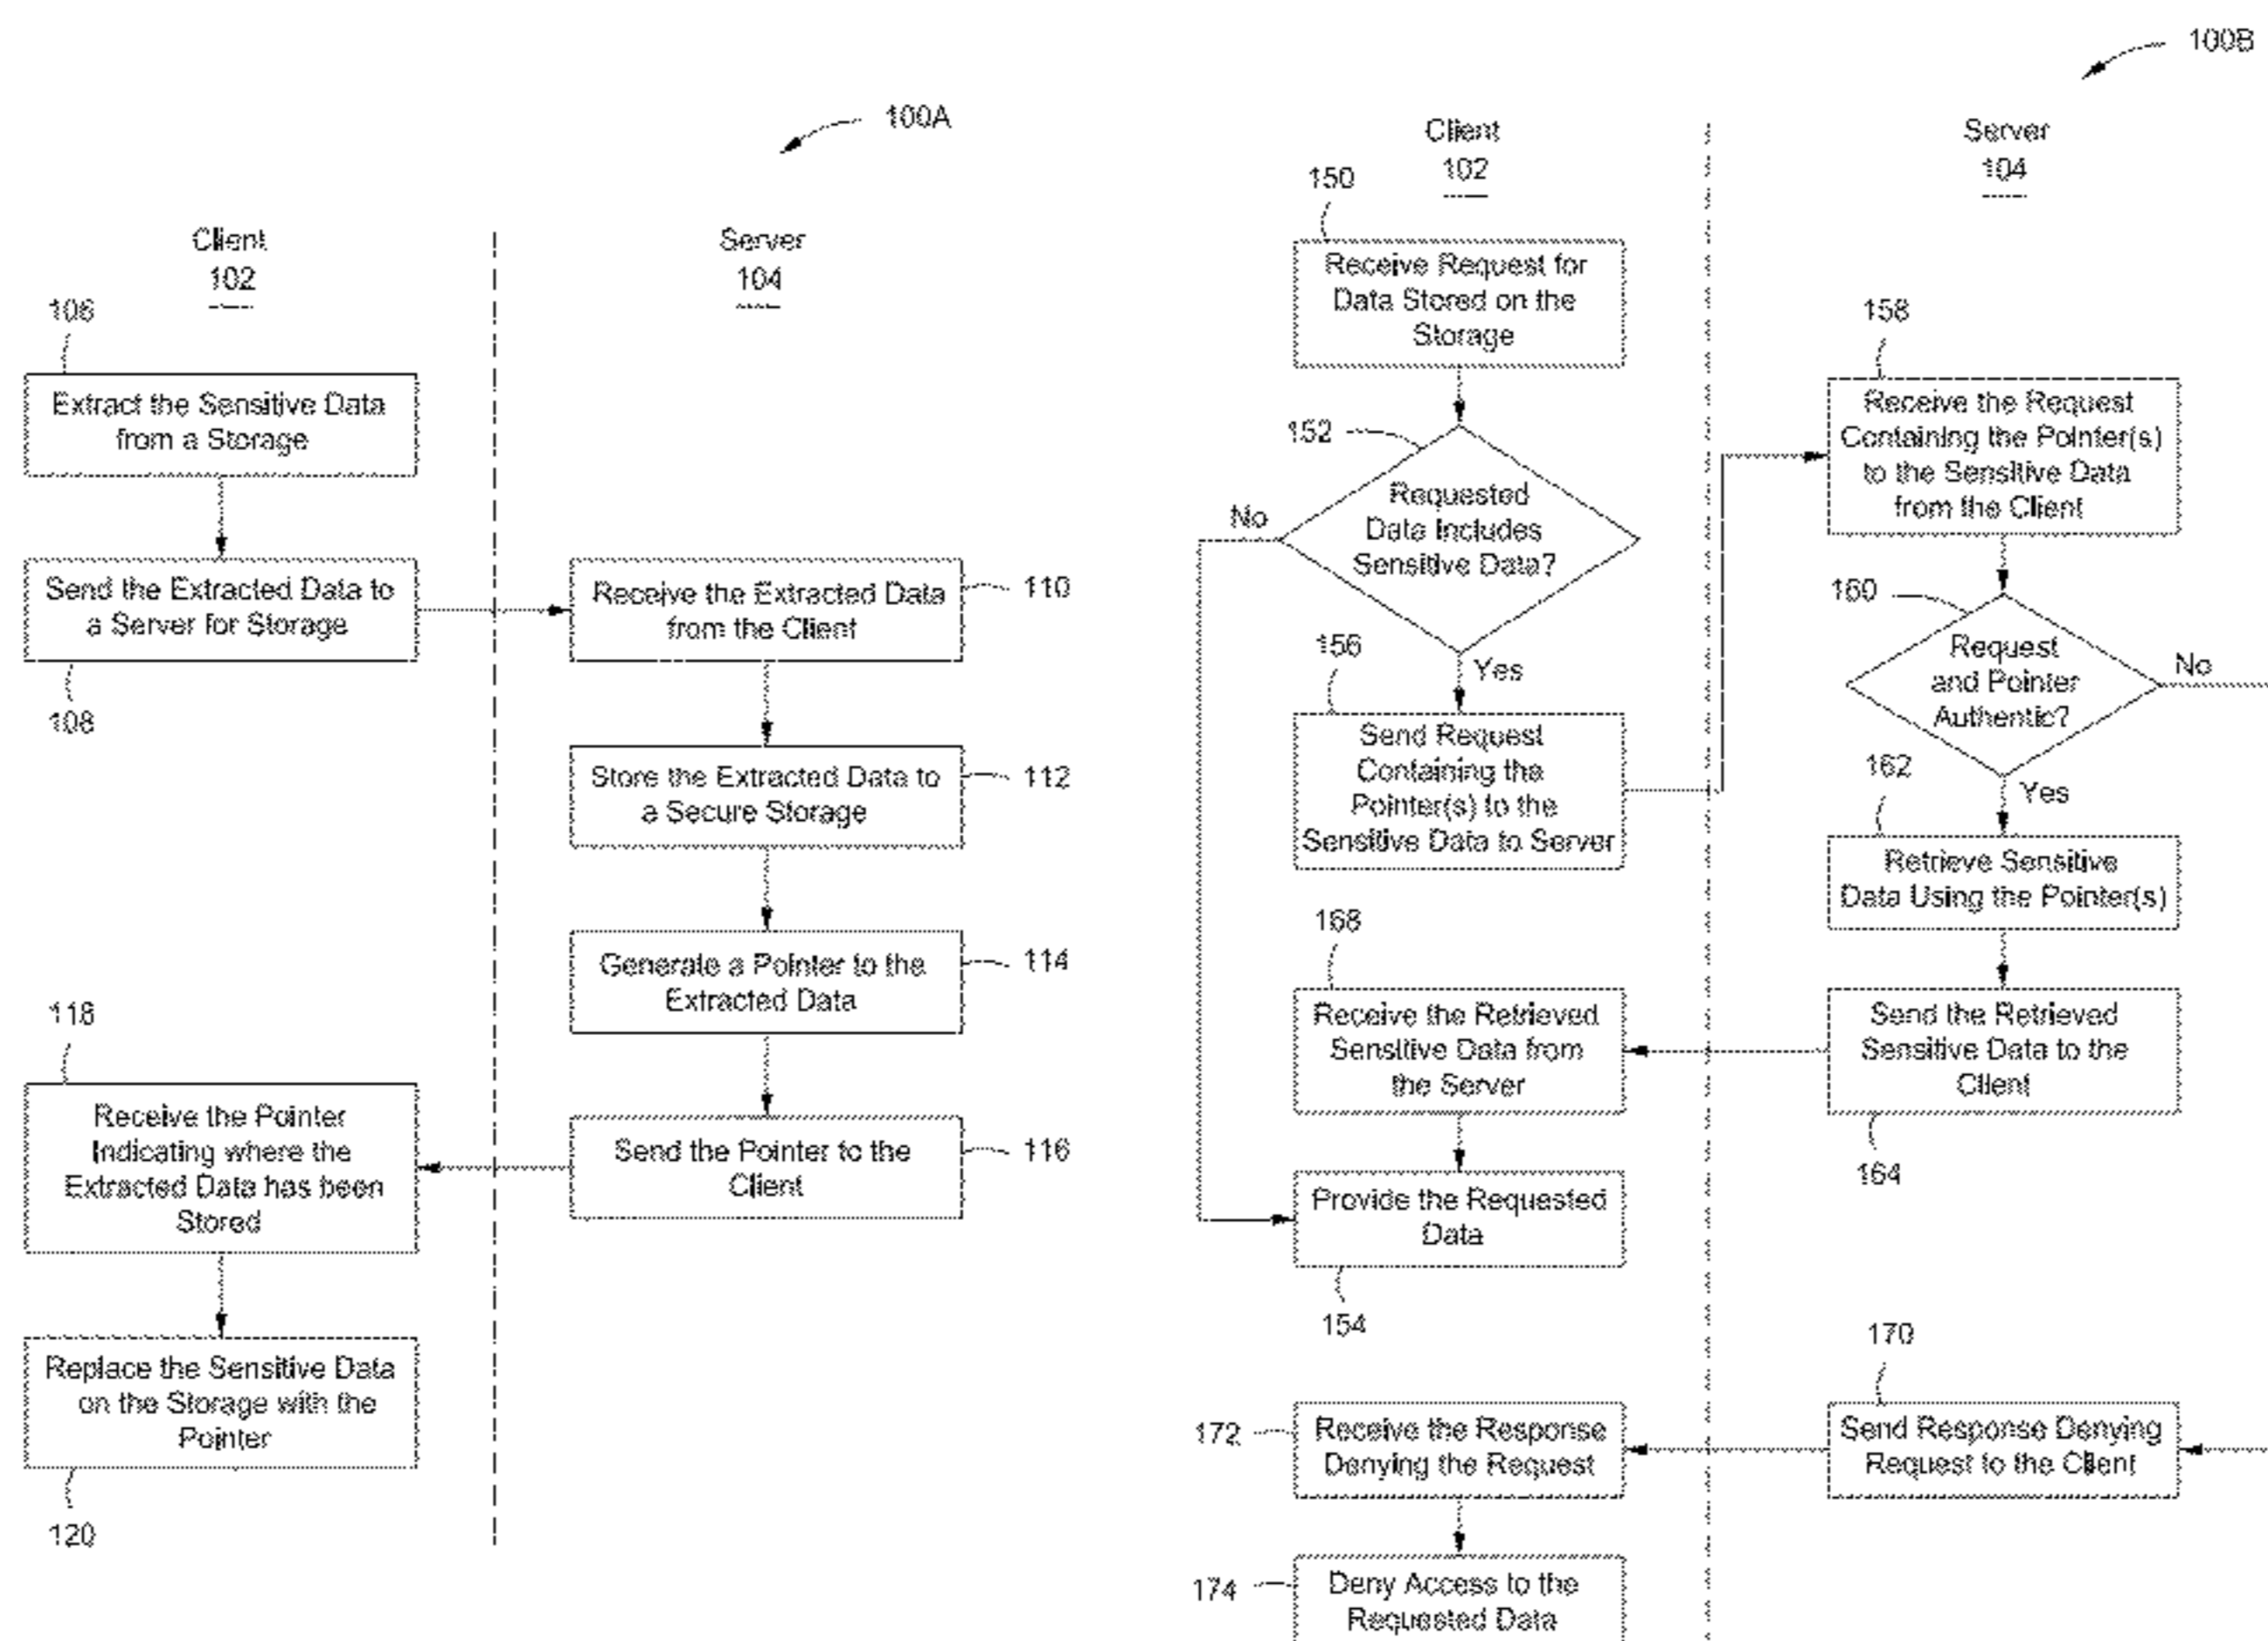 100A
Client
102
Server
104
106
Extract the Sensitive Data
from a Storage
Send the Extracted Data to
a Server for Storage
108
Receive the Extracted Data
from the Client
110
Store the Extracted Data to
a Secure Storage
112
Generate a Pointer to the
Extracted Data
114
Send the Pointer to the
Client
116
118
Receive the Pointer
Indicating where the
Extracted Data has been
Stored
Replace the Sensitive Data
on the Storage with the
Pointer
120
100B
Client
102
Server
104
150
Receive Request for
Data Stored on the
Storage
152
Requested
Data Includes
Sensitive Data?
No
Yes
156
Send Request
Containing the
Pointer(s) to the
Sensitive Data to Server
158
Receive the Request
Containing the Pointer(s)
to the Sensitive Data
from the Client
160
Request
and Pointer
Authentic?
No
Yes
162
Retrieve Sensitive
Data Using the Pointer(s)
Send the Retrieved
Sensitive Data to the
Client
164
168
Receive the Retrieved
Sensitive Data from
the Server
Provide the Requested
Data
154
170
Send Response Denying
Request to the Client
172
Receive the Response
Denying the Request
174
Deny Access to the
Requested Data